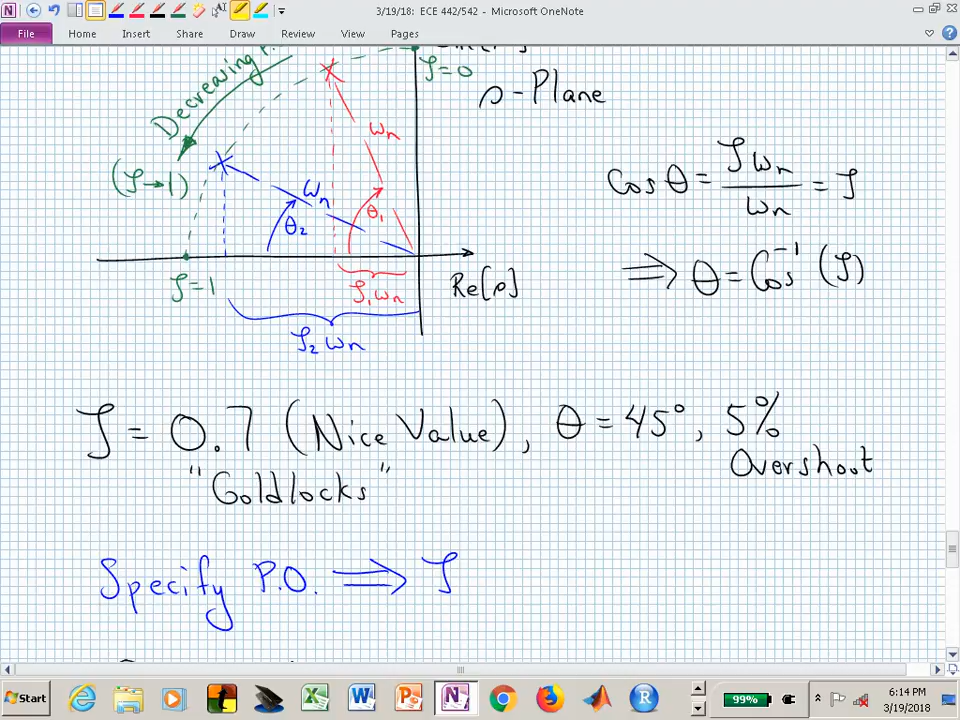 3/19/18: ECE 442/542 - Microsoft OneNote
File Home Insert Share Draw Review View Pages
Decreasing P.
ζ=0
s-Plane
(ζ→1)
ωn
ωn
θ1
θ2
Cos θ = ζωn / ωn = ζ
⇒ θ = Cos⁻¹ (ζ)
ζ=1
ζ1ωn
Re[s]
ζ2ωn
ζ = 0.7 (Nice Value), θ = 45°, 5%
Overshoot
"Goldlocks"
Specify P.O. ⇒ ζ
Start
99%
6:14 PM
3/19/2018